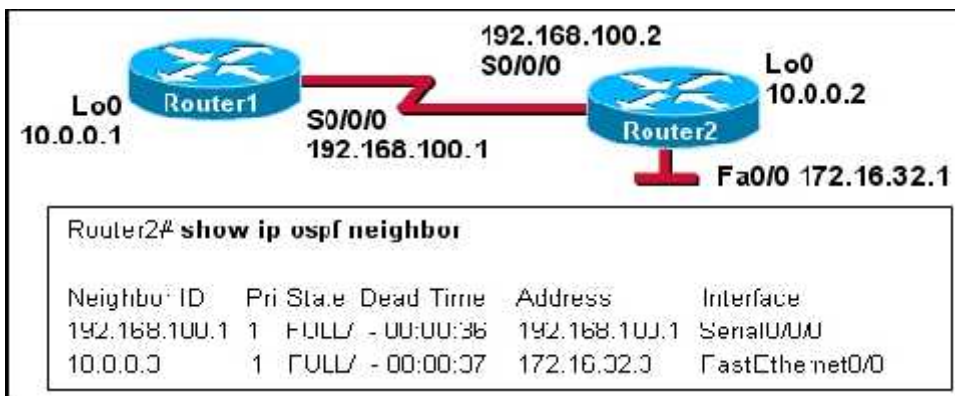 192.168.100.2
S0/0/0
Lo0
10.0.0.2
Router1
Lo0
10.0.0.1
S0/0/0
192.168.100.1
Router2
Fa0/0 172.16.32.1
Router2# show ip ospf neighbor
Neighbor ID Pri State Dead Time Address Interface
192.168.100.1 1 FULL/ - 00:00:36 192.168.100.1 Serial0/0/0
10.0.0.3 1 FULL/ - 00:00:37 172.16.32.3 FastEthernet0/0